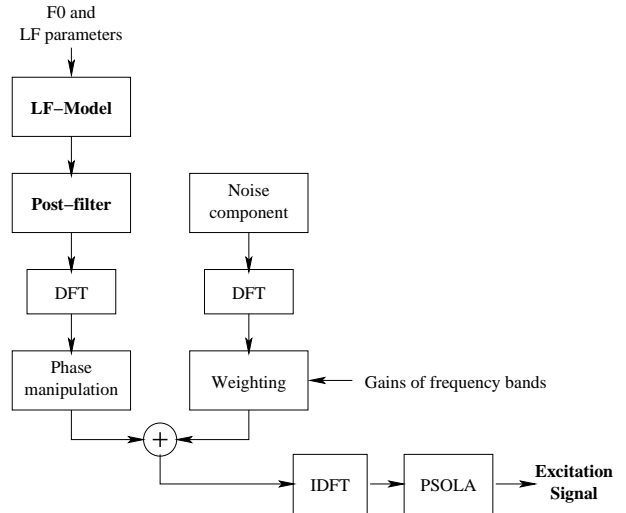 F0 and
LF parameters
LF−Model
Post−filter
Noise
component
DFT
DFT
Phase
manipulation
Weighting
Gains of frequency bands
+
IDFT
PSOLA
Excitation
Signal